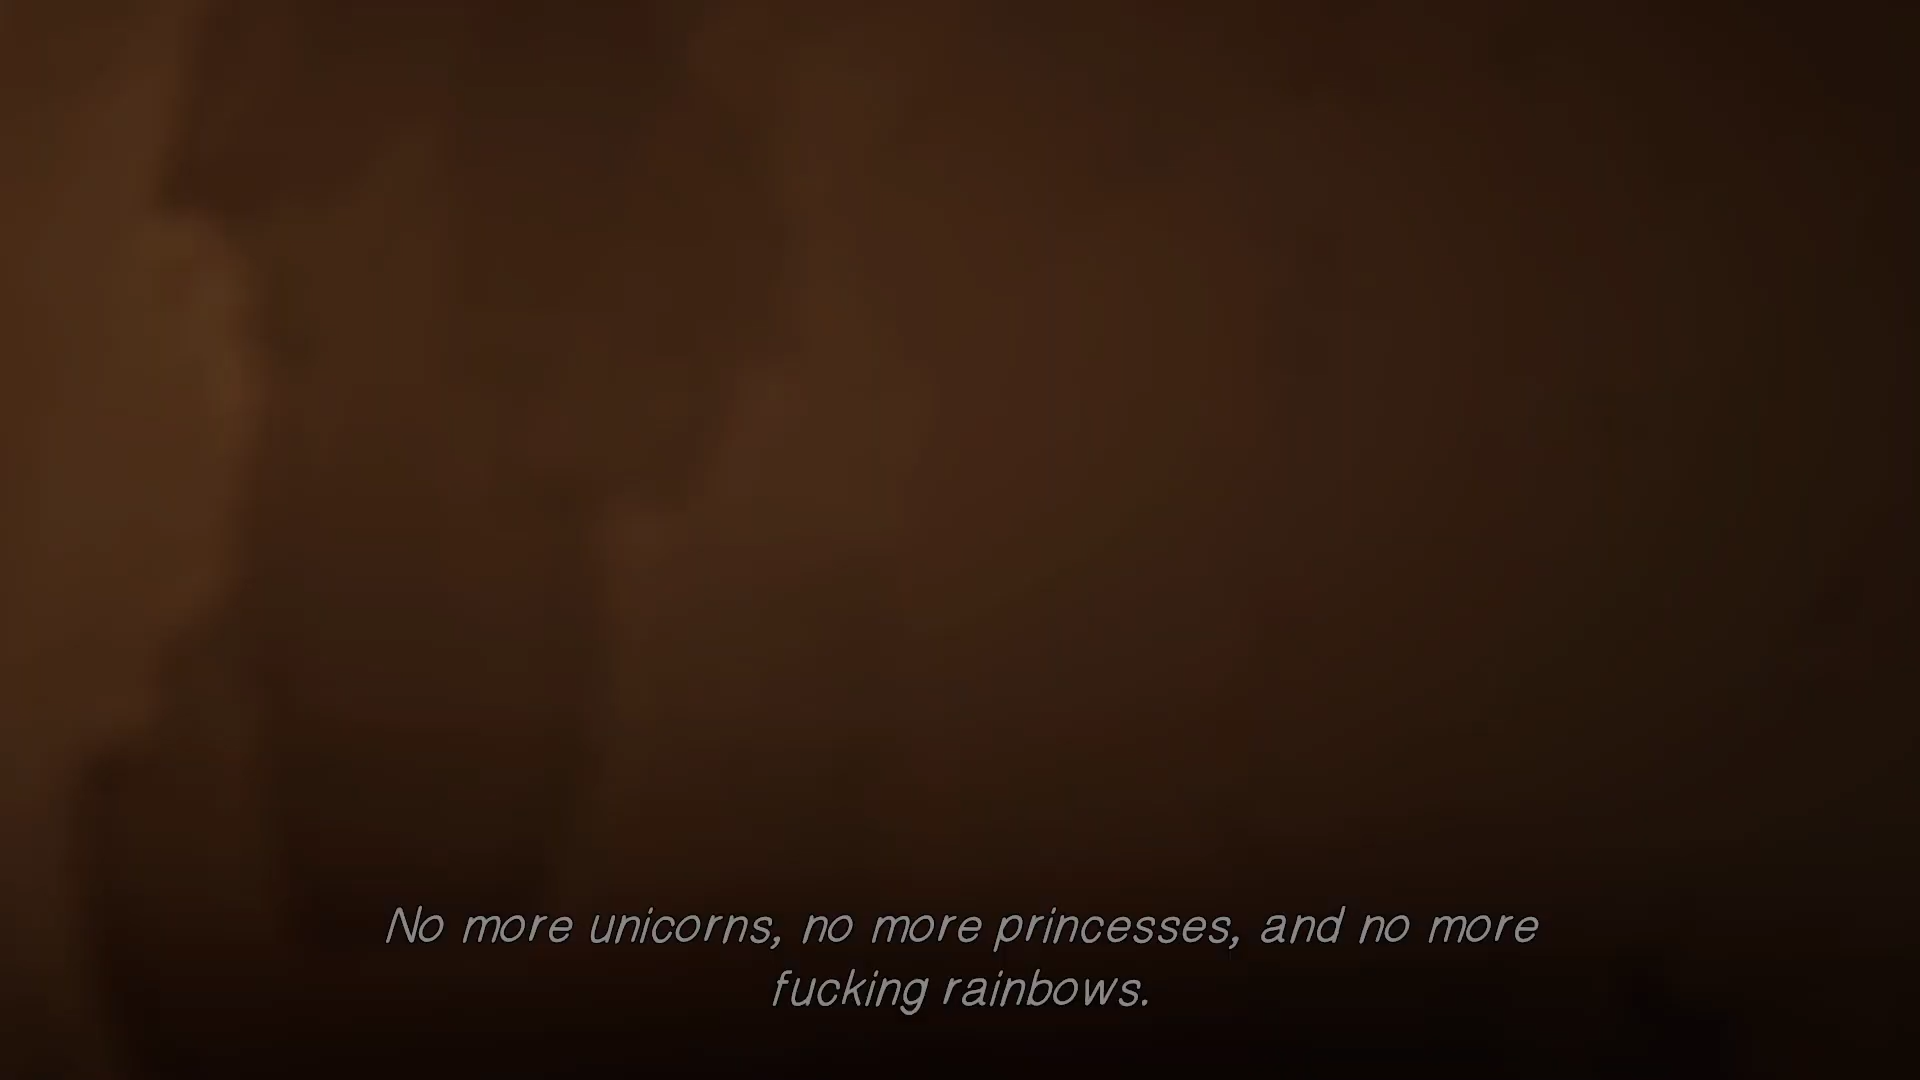 No more unicorns, no more princesses, and no more
fucking rainbows.